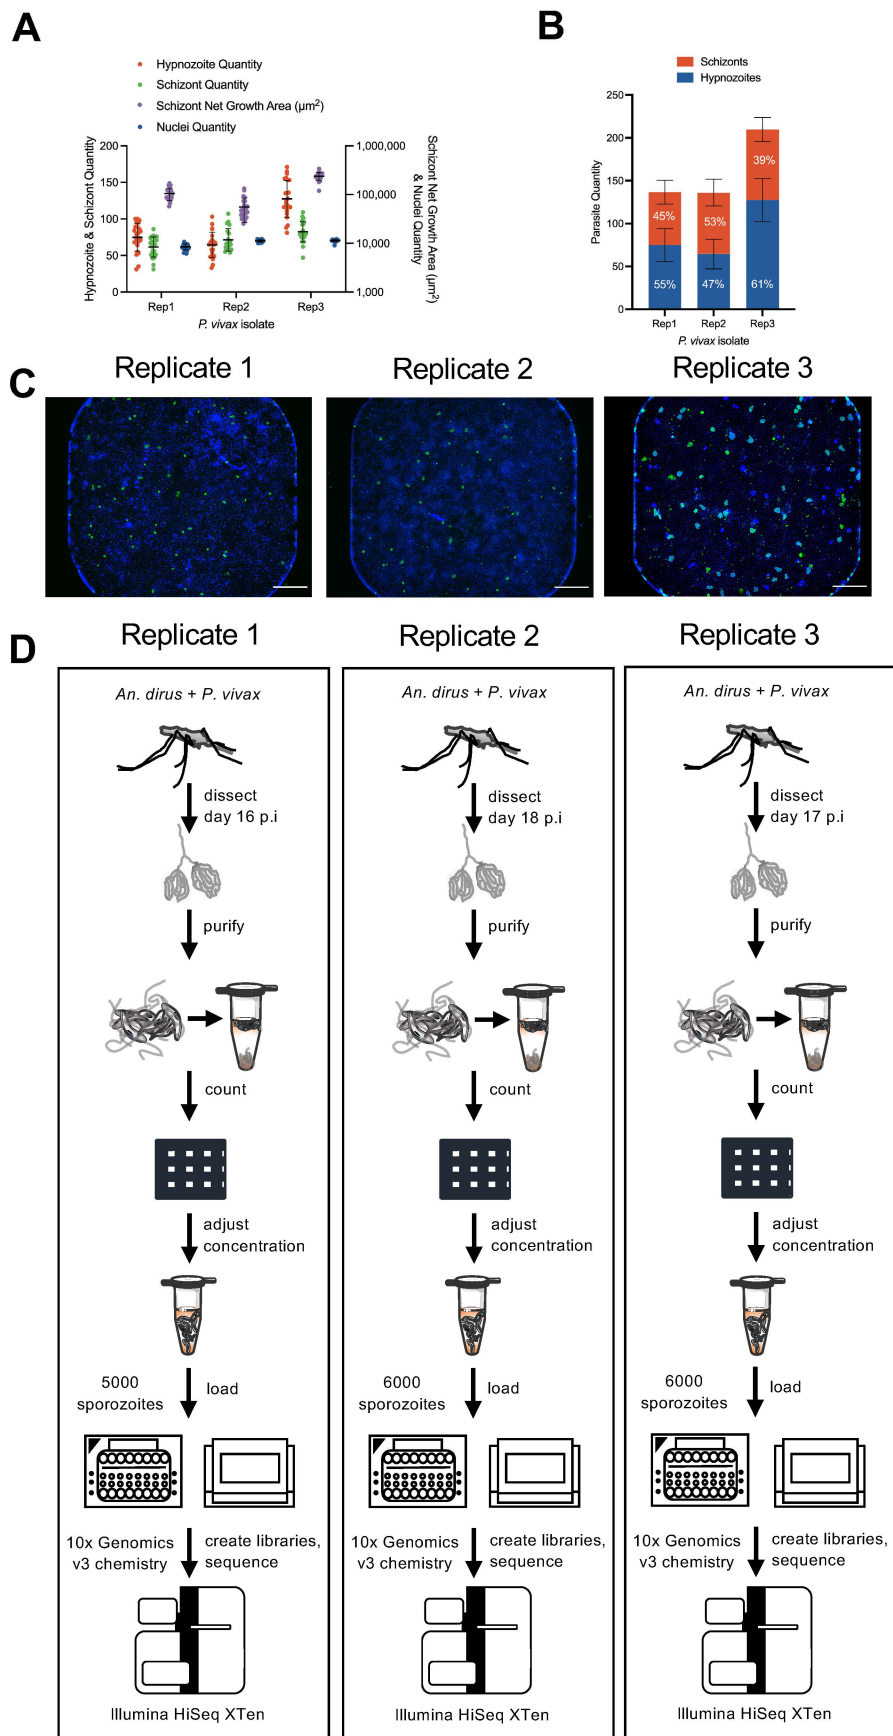 A
Hypnozoite Quantity
Schizont Quantity
Schizont Net Growth Area (µm²)
Nuclei Quantity
Hypnozoite & Schizont Quantity
200
150
100
50
0
1,000,000
100,000
10,000
1,000
Schizont Net Growth Area (µm²)
& Nuclei Quantity
Rep1
Rep2
Rep3
P. vivax isolate
B
Schizonts
Hypnozoites
Parasite Quantity
250
200
150
100
50
0
45%
55%
53%
47%
39%
61%
Rep1
Rep2
Rep3
P. vivax isolate
C
Replicate 1
Replicate 2
Replicate 3
D
Replicate 1
An. dirus + P. vivax
dissect
day 16 p.i
purify
count
adjust
concentration
5000
sporozoites
load
10x Genomics
v3 chemistry
create libraries,
sequence
Illumina HiSeq XTen
Replicate 2
An. dirus + P. vivax
dissect
day 18 p.i
purify
count
adjust
concentration
6000
sporozoites
load
10x Genomics
v3 chemistry
create libraries,
sequence
Illumina HiSeq XTen
Replicate 3
An. dirus + P. vivax
dissect
day 17 p.i
purify
count
adjust
concentration
6000
sporozoites
load
10x Genomics
v3 chemistry
create libraries,
sequence
Illumina HiSeq XTen